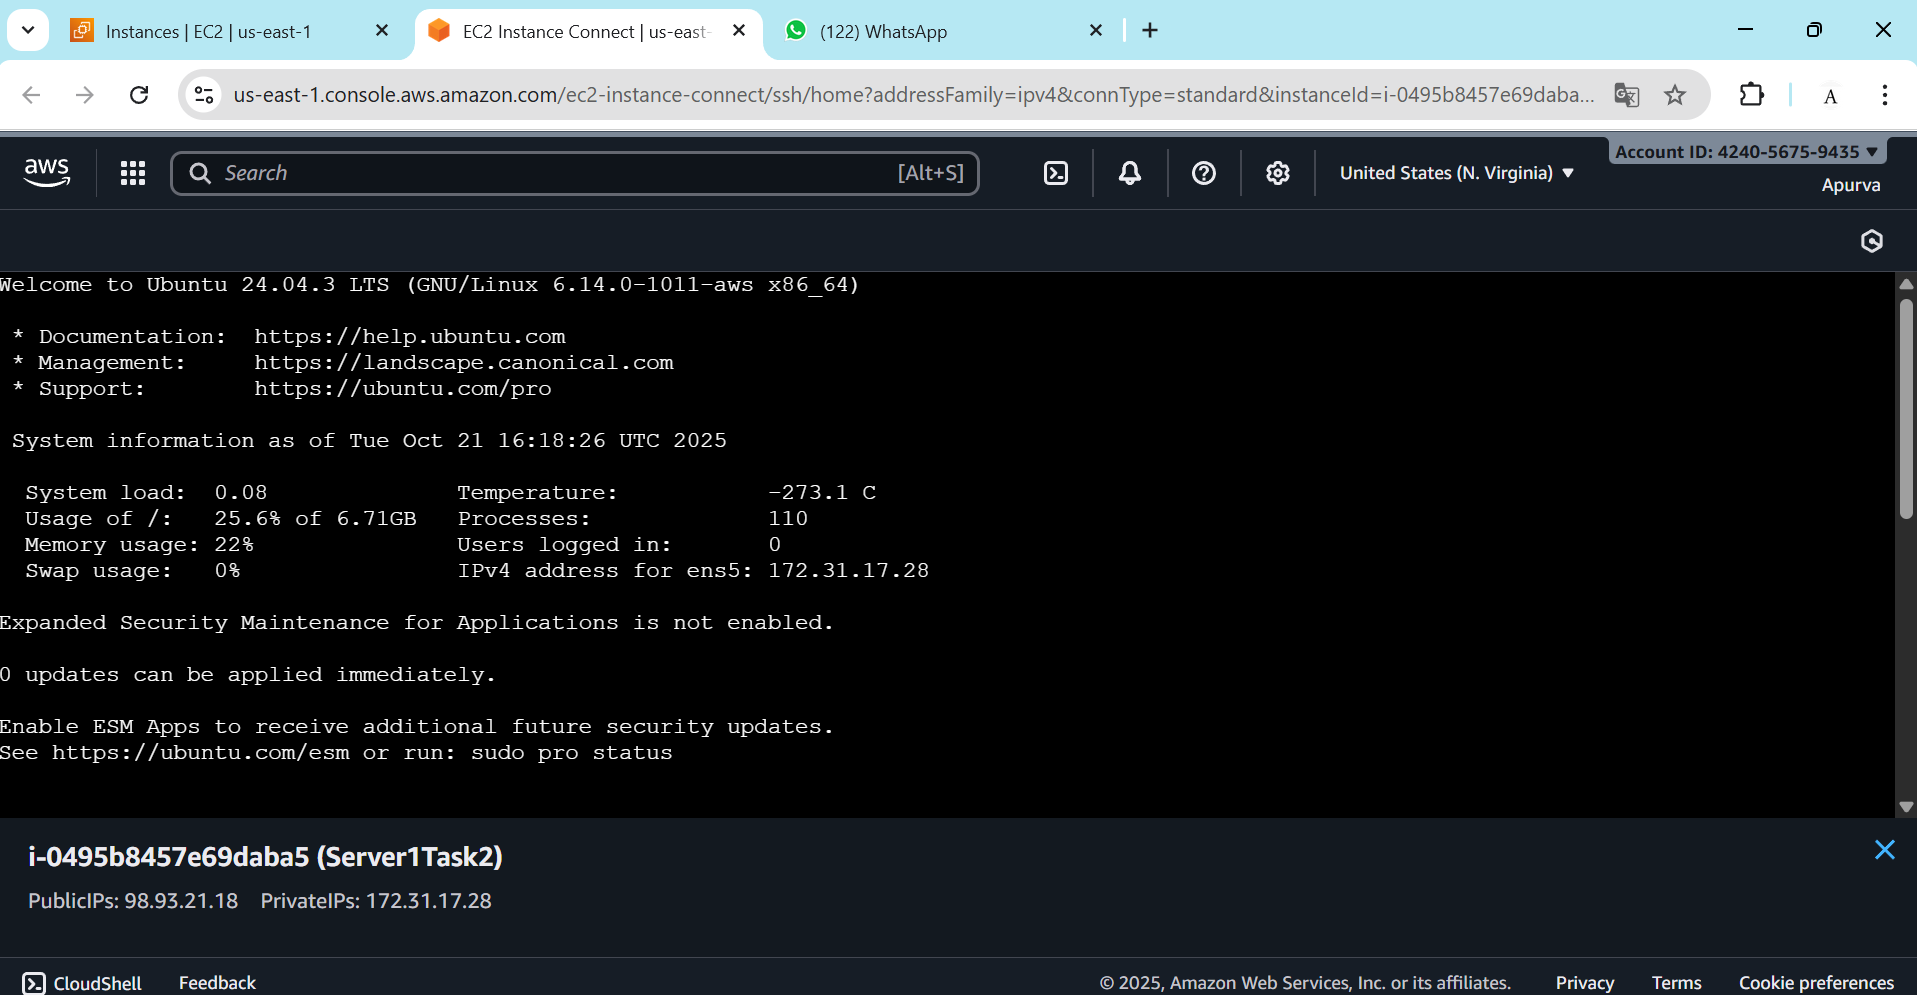 Instances | EC2 | us-east-1
EC2 Instance Connect | us-east-
(122) WhatsApp
us-east-1.console.aws.amazon.com/ec2-instance-connect/ssh/home?addressFamily=ipv4&connType=standard&instanceId=i-0495b8457e69daba...
A
aws
Search
[Alt+S]
United States (N. Virginia)
Account ID: 4240-5675-9435
Apurva
Welcome to Ubuntu 24.04.3 LTS (GNU/Linux 6.14.0-1011-aws x86_64)
* Documentation:  https://help.ubuntu.com
* Management:     https://landscape.canonical.com
* Support:        https://ubuntu.com/pro
System information as of Tue Oct 21 16:18:26 UTC 2025
System load:  0.08              Temperature:           -273.1 C
Usage of /:   25.6% of 6.71GB   Processes:             110
Memory usage: 22%               Users logged in:       0
Swap usage:   0%                IPv4 address for ens5: 172.31.17.28
Expanded Security Maintenance for Applications is not enabled.
0 updates can be applied immediately.
Enable ESM Apps to receive additional future security updates.
See https://ubuntu.com/esm or run: sudo pro status
i-0495b8457e69daba5 (Server1Task2)
PublicIPs: 98.93.21.18   PrivateIPs: 172.31.17.28
CloudShell   Feedback   © 2025, Amazon Web Services, Inc. or its affiliates.   Privacy   Terms   Cookie preferences